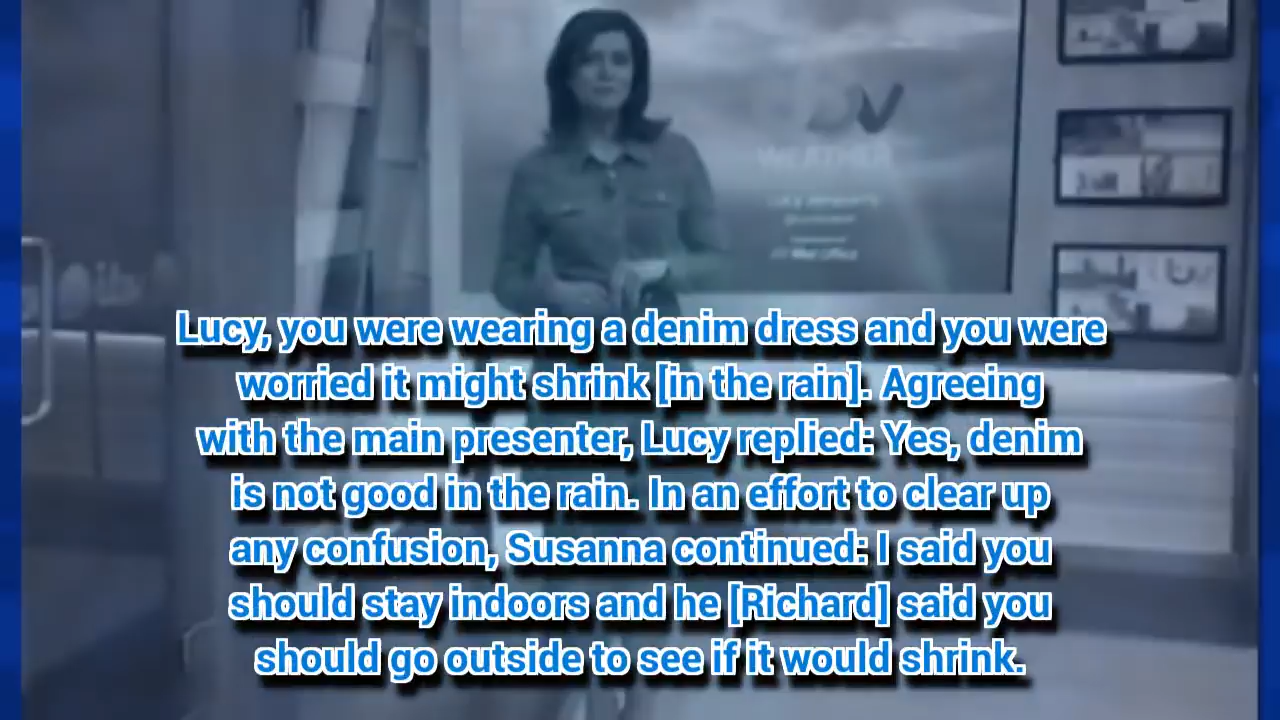 WEATHER
Lucy, you were wearing a denim dress and you were
worried it might shrink [in the rain]. Agreeing
with the main presenter, Lucy replied: Yes, denim
is not good in the rain. In an effort to clear up
any confusion, Susanna continued: I said you
should stay indoors and he [Richard] said you
should go outside to see if it would shrink.